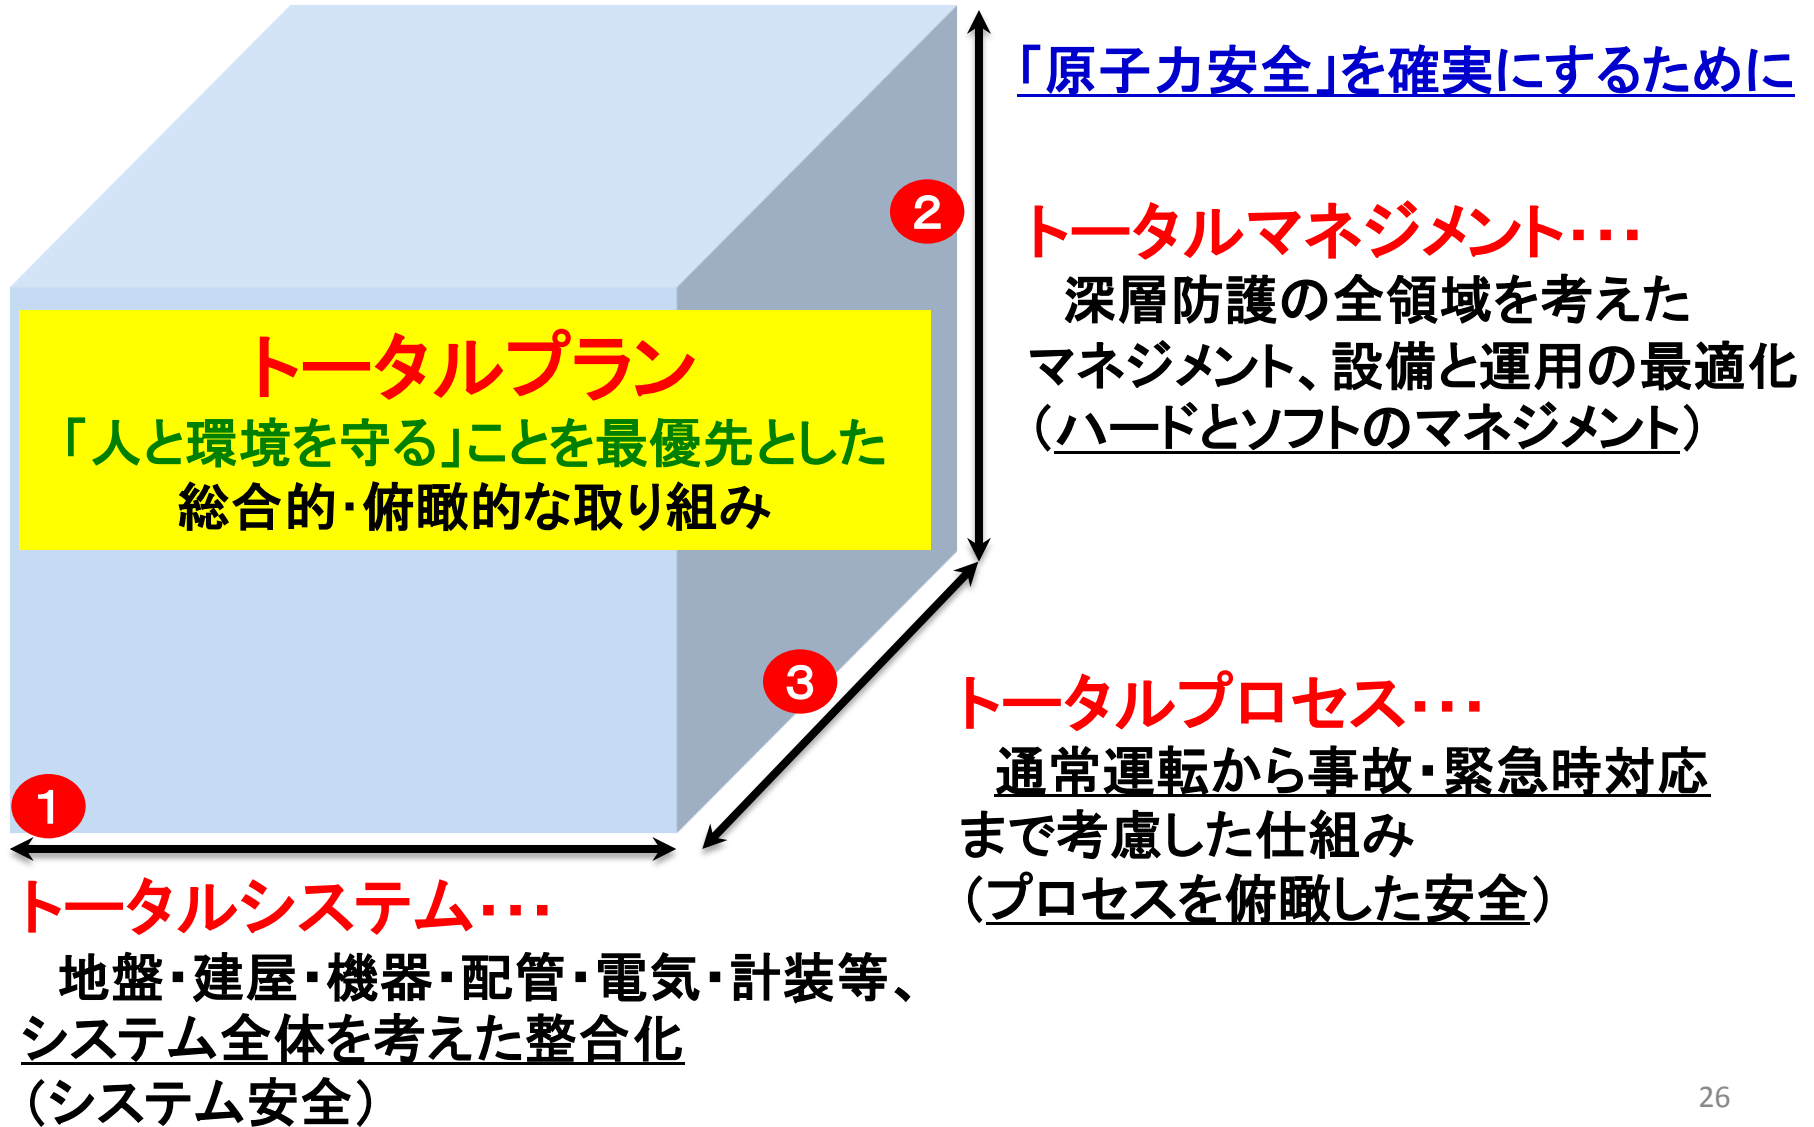 「原子力安全」を確実にするために
2
トータルマネジメント･･･
深層防護の全領域を考えた
マネジメント、設備と運用の最適化
（ハードとソフトのマネジメント）
トータルプラン
「人と環境を守る」ことを最優先とした
総合的･俯瞰的な取り組み
3
トータルプロセス･･･
通常運転から事故･緊急時対応
まで考慮した仕組み
（プロセスを俯瞰した安全）
1
トータルシステム･･･
地盤･建屋･機器･配管･電気･計装等、
システム全体を考えた整合化
（システム安全）
26